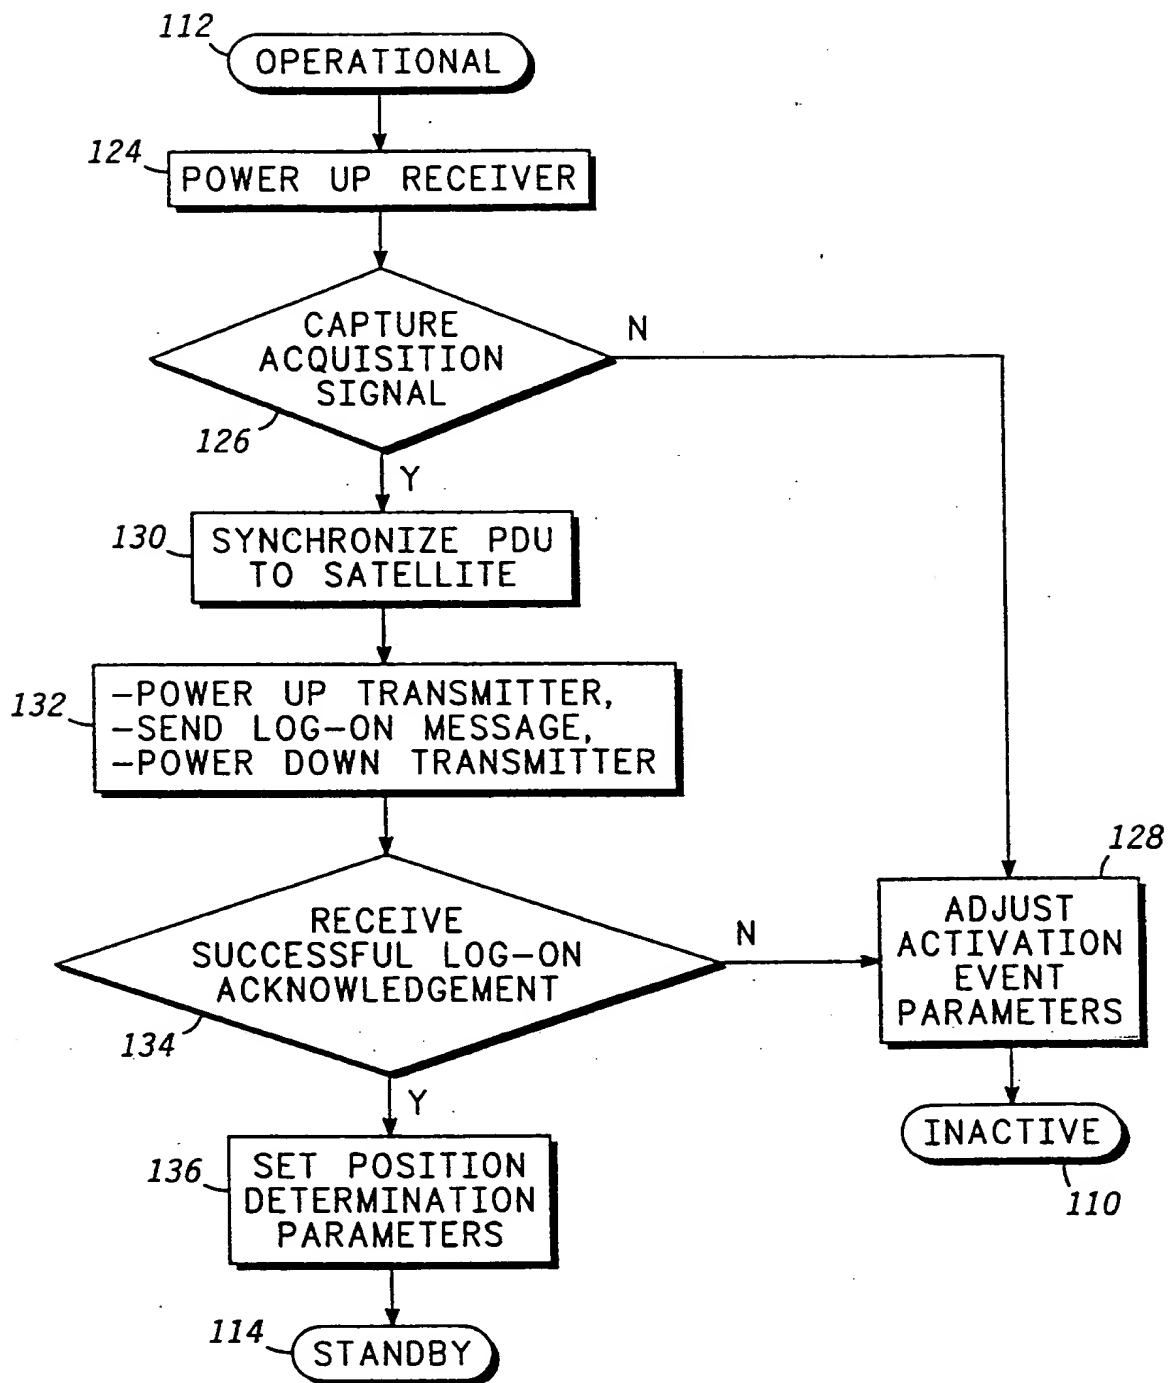 112
OPERATIONAL
124
POWER UP RECEIVER
CAPTURE
ACQUISITION
SIGNAL
126
N
Y
130
SYNCHRONIZE PDU
TO SATELLITE
132
-POWER UP TRANSMITTER,
-SEND LOG-ON MESSAGE,
-POWER DOWN TRANSMITTER
RECEIVE
SUCCESSFUL LOG-ON
ACKNOWLEDGEMENT
134
N
Y
128
ADJUST
ACTIVATION
EVENT
PARAMETERS
INACTIVE
110
136
SET POSITION
DETERMINATION
PARAMETERS
114
STANDBY